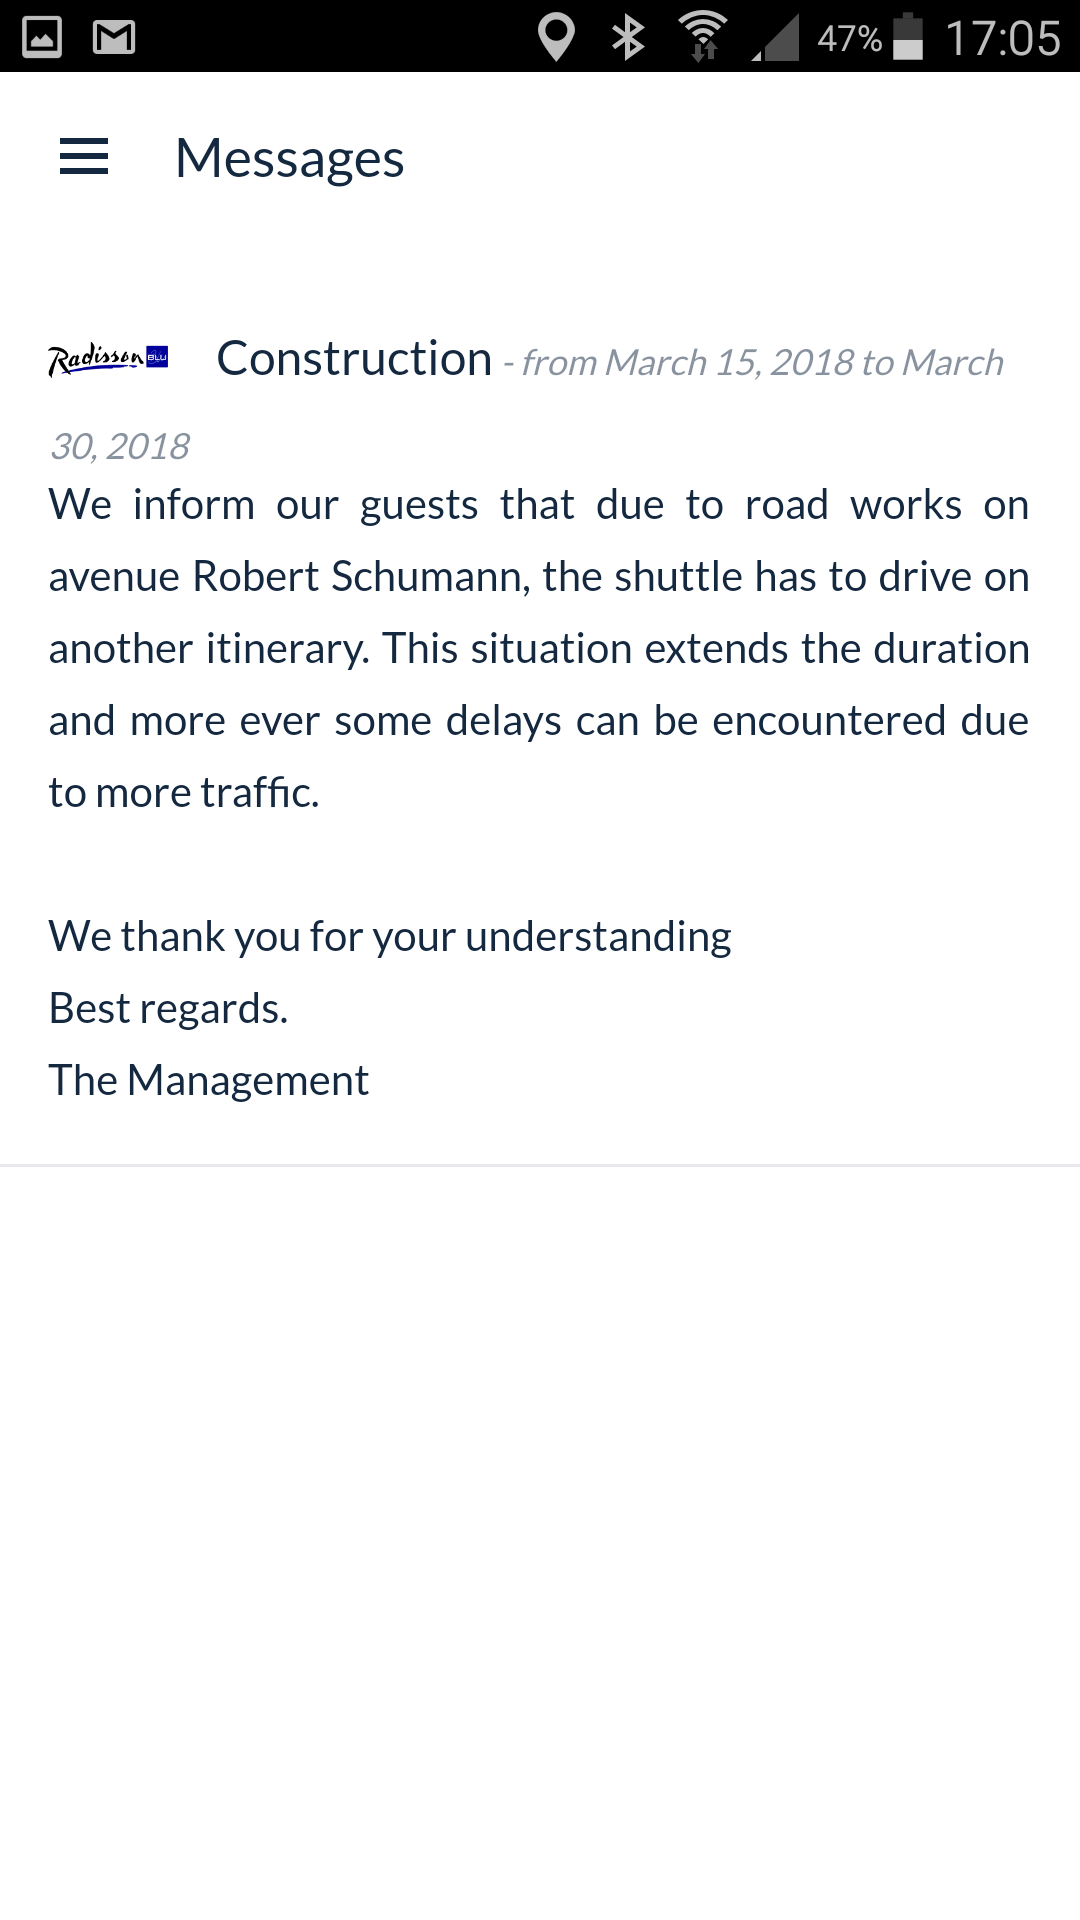 47% 17:05
Messages
Radisson BLU Construction - from March 15, 2018 to March
30, 2018
We inform our guests that due to road works on
avenue Robert Schumann, the shuttle has to drive on
another itinerary. This situation extends the duration
and more ever some delays can be encountered due
to more traffic.
We thank you for your understanding
Best regards.
The Management